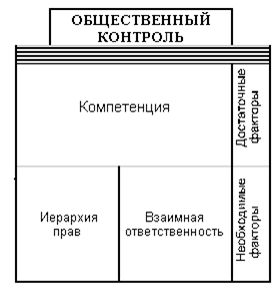 ОБЩЕСТВЕННЫЙ
КОНТРОЛЬ
Компетенция
Достаточные
факторы
Иерархия
прав
Взаимная
ответственность
Необходимые
факторы